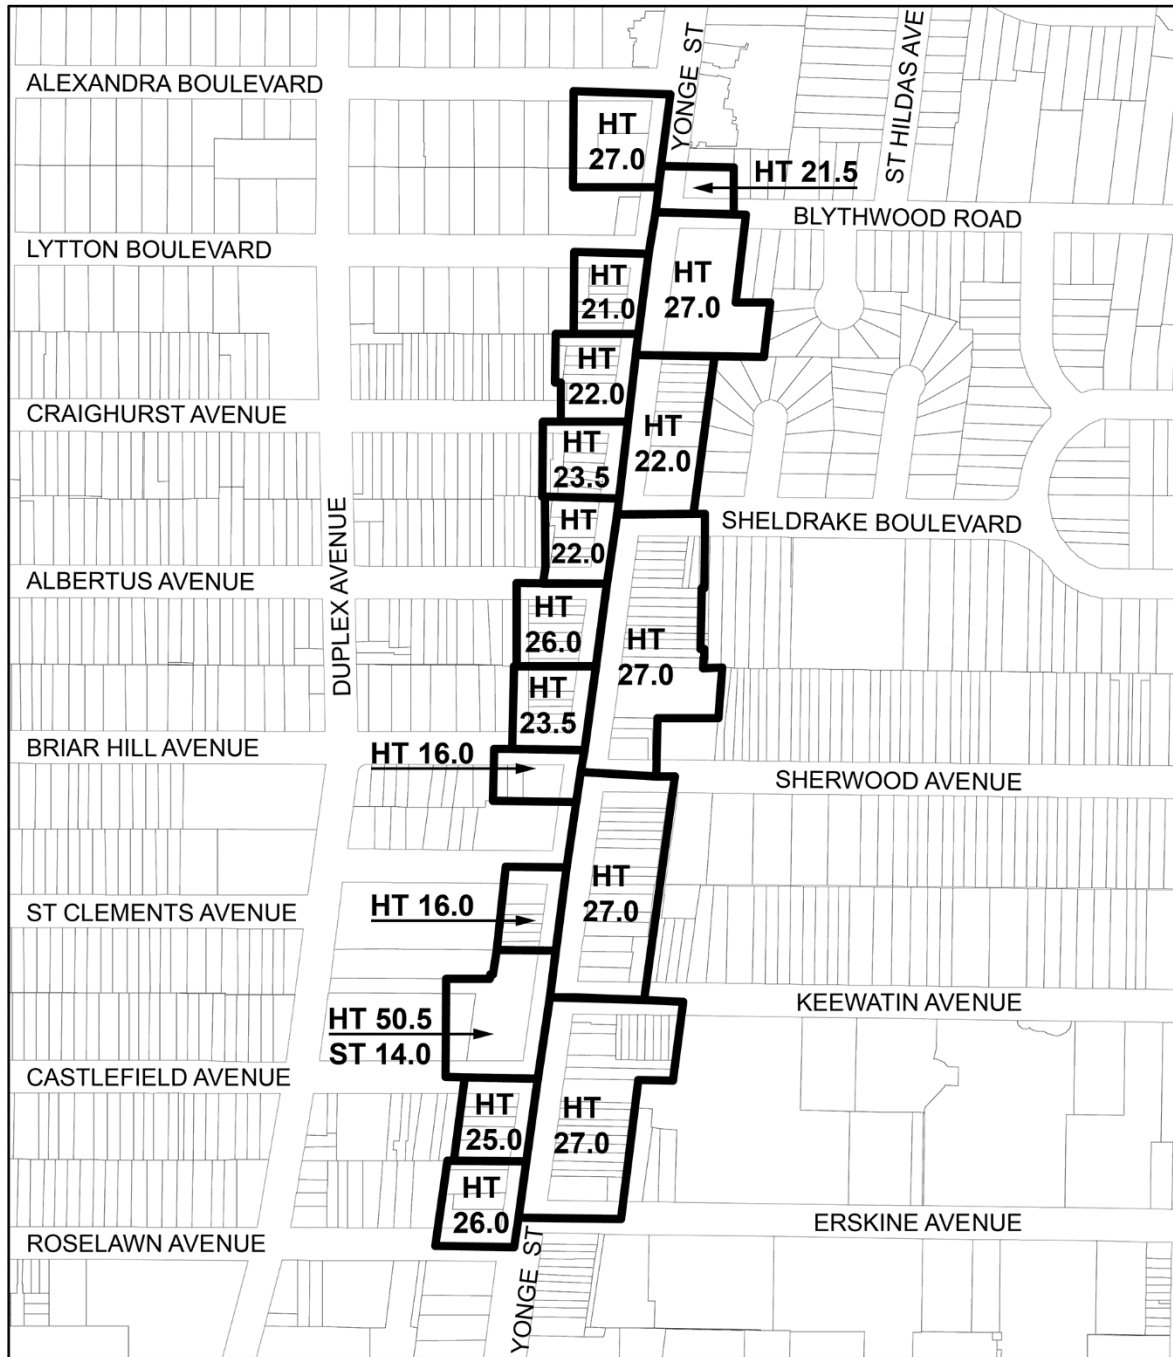 YONGE ST
ST HILDAS AVE
ALEXANDRA BOULEVARD
HT
27.0
HT 21.5
BLYTHWOOD ROAD
LYTTON BOULEVARD
HT
21.0
HT
27.0
HT
22.0
CRAIGHURST AVENUE
HT
23.5
HT
22.0
DUPLEX AVENUE
HT
22.0
SHELDRAKE BOULEVARD
ALBERTUS AVENUE
HT
26.0
HT
27.0
HT
23.5
BRIAR HILL AVENUE
HT 16.0
SHERWOOD AVENUE
HT
27.0
ST CLEMENTS AVENUE
HT 16.0
KEEWATIN AVENUE
HT 50.5
ST 14.0
CASTLEFIELD AVENUE
HT
25.0
HT
27.0
HT
26.0
ERSKINE AVENUE
ROSELAWN AVENUE
YONGE ST